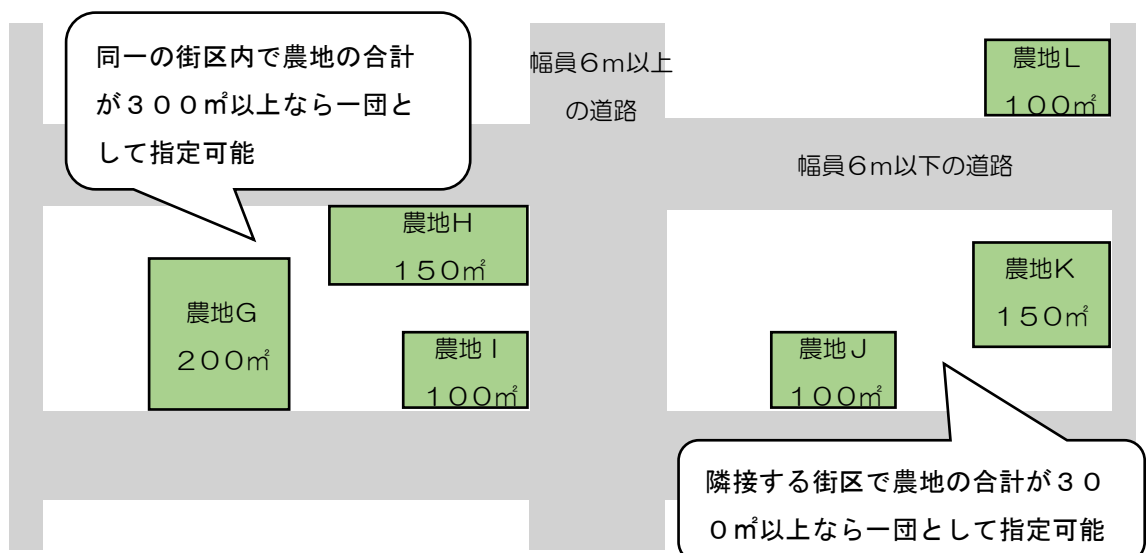 同一の街区内で農地の合計
が３００㎡以上なら一団と
して指定可能
幅員６ｍ以上
の道路
農地Ｌ
１００㎡
幅員６ｍ以下の道路
農地Ｈ
１５０㎡
農地Ｇ
２００㎡
農地Ｉ
１００㎡
農地Ｋ
１５０㎡
農地Ｊ
１００㎡
隣接する街区で農地の合計が３０
０㎡以上なら一団として指定可能